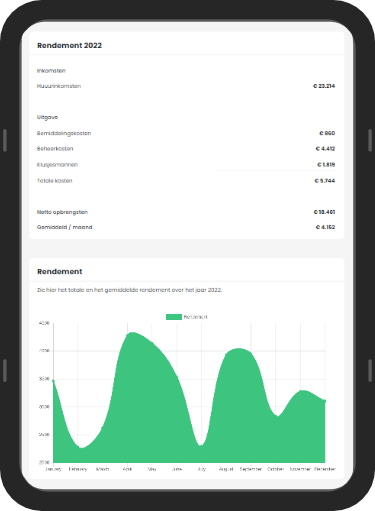 Rendement 2022
Inkomsten
Huuurinkomsten € 23.214
Uitgave
Bemiddelingskosten € 860
Beheerkosten € 4.412
Klusjesmannen € 1.819
Totale kosten € 5.744
Netto opbrengsten € 18.461
Gemiddeld / maand € 4.152
Rendement
Zie hier het totale en het gemiddelde rendement over het jaar 2022.
Rendement
January February March April May June July August September October November December